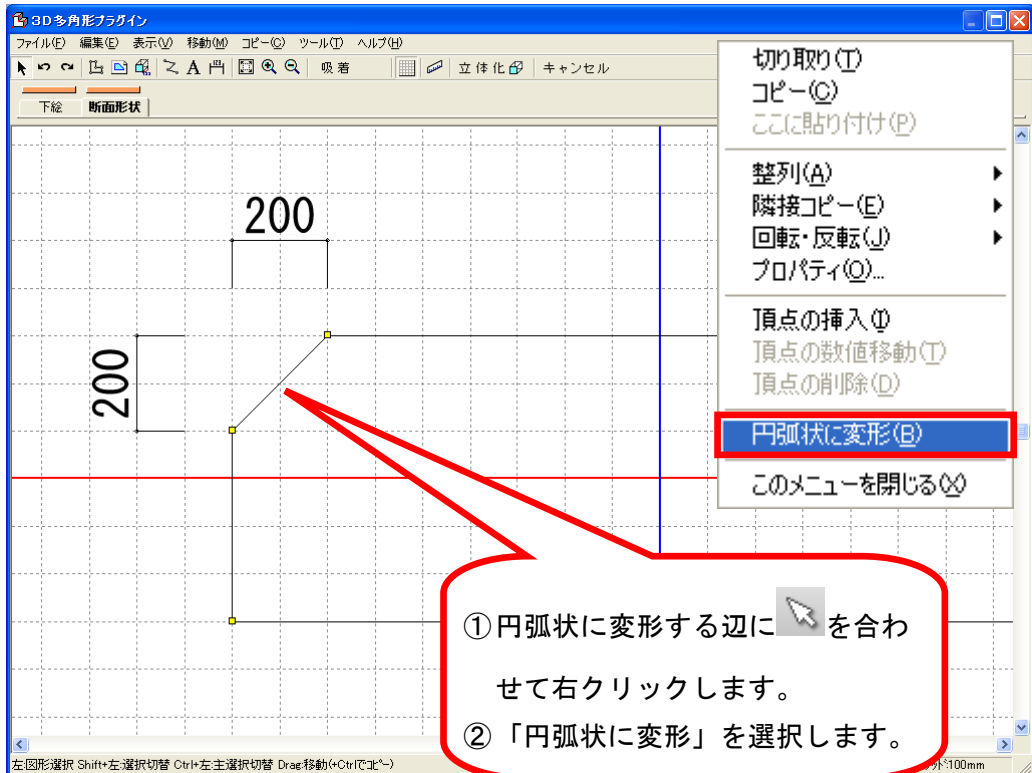 3D多角形プラグイン
ファイル(F) 編集(E) 表示(V) 移動(M) コピー(C) ツール(T) ヘルプ(H)
A 吸着 立体化 キャンセル
下絵 断面形状
200
200
切り取り(T)
コピー(C)
ここに貼り付け(P)
整列(A)
隣接コピー(E)
回転・反転(J)
プロパティ(O)...
頂点の挿入(I)
頂点の数値移動(T)
頂点の削除(D)
円弧状に変形(B)
このメニューを閉じる(X)
①円弧状に変形する辺に を合わ
せて右クリックします。
②「円弧状に変形」を選択します。
左:図形選択 Shift+左:選択切替 Ctrl+左:主選択切替 Drag:移動(+Ctrlでコピー)
:100mm